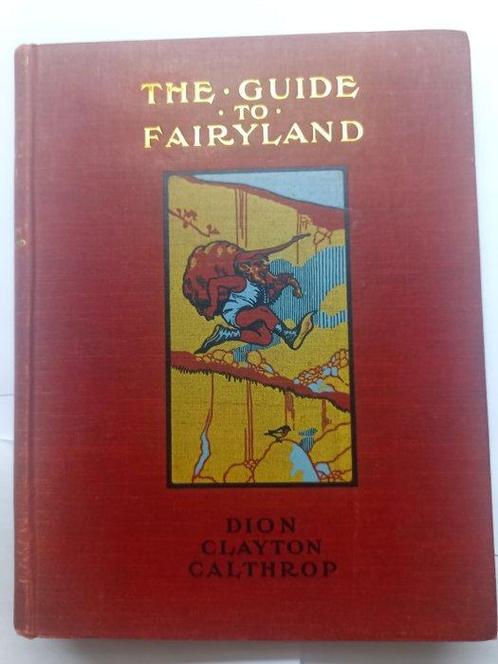 THE · GUIDE
· TO ·
FAIRYLAND
DION
CLAYTON
CALTHROP